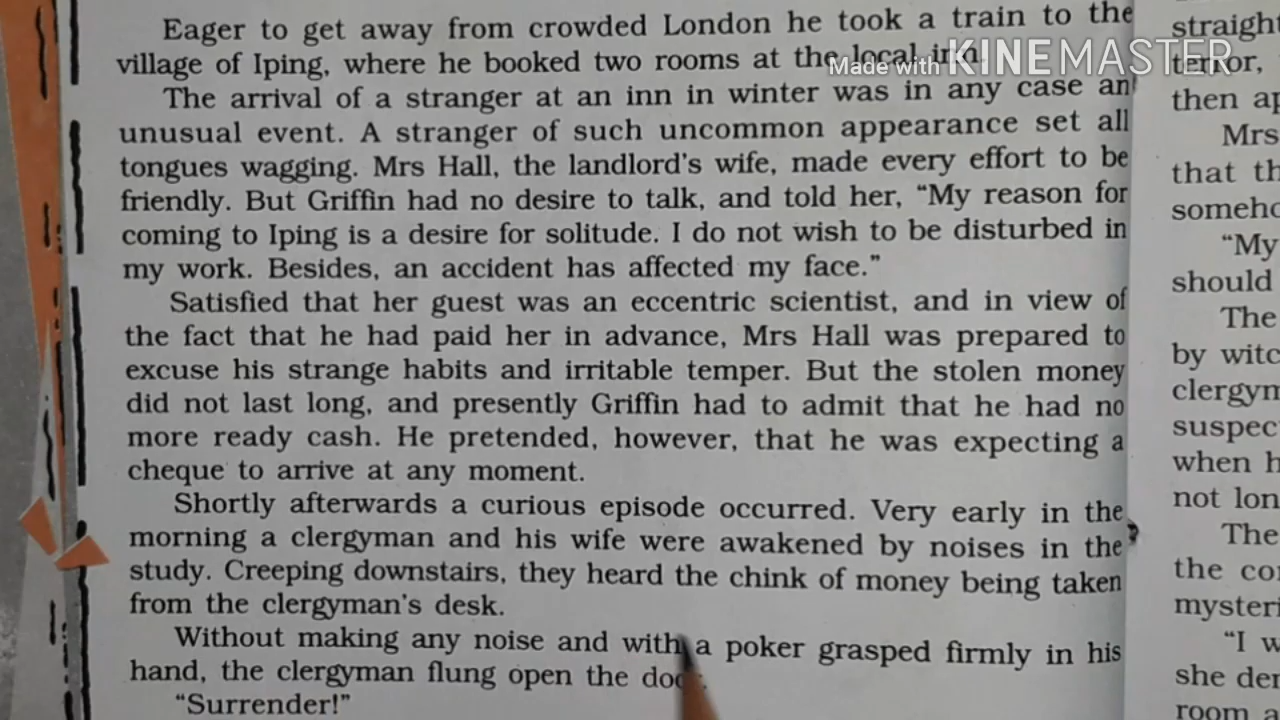 Eager to get away from crowded London he took a train to the
village of Iping, where he booked two rooms at the local inn.
Made with KINEMASTER
The arrival of a stranger at an inn in winter was in any case an
unusual event. A stranger of such uncommon appearance set all
tongues wagging. Mrs Hall, the landlord's wife, made every effort to be
friendly. But Griffin had no desire to talk, and told her, “My reason for
coming to Iping is a desire for solitude. I do not wish to be disturbed in
my work. Besides, an accident has affected my face.”
Satisfied that her guest was an eccentric scientist, and in view of
the fact that he had paid her in advance, Mrs Hall was prepared to
excuse his strange habits and irritable temper. But the stolen money
did not last long, and presently Griffin had to admit that he had no
more ready cash. He pretended, however, that he was expecting a
cheque to arrive at any moment.
Shortly afterwards a curious episode occurred. Very early in the
morning a clergyman and his wife were awakened by noises in the
study. Creeping downstairs, they heard the chink of money being taken
from the clergyman's desk.
Without making any noise and with a poker grasped firmly in his
hand, the clergyman flung open the door.
“Surrender!”
straight
terror,
then
Mrs
that
“My
should
The
by
when
not
The
the
“I
she
room